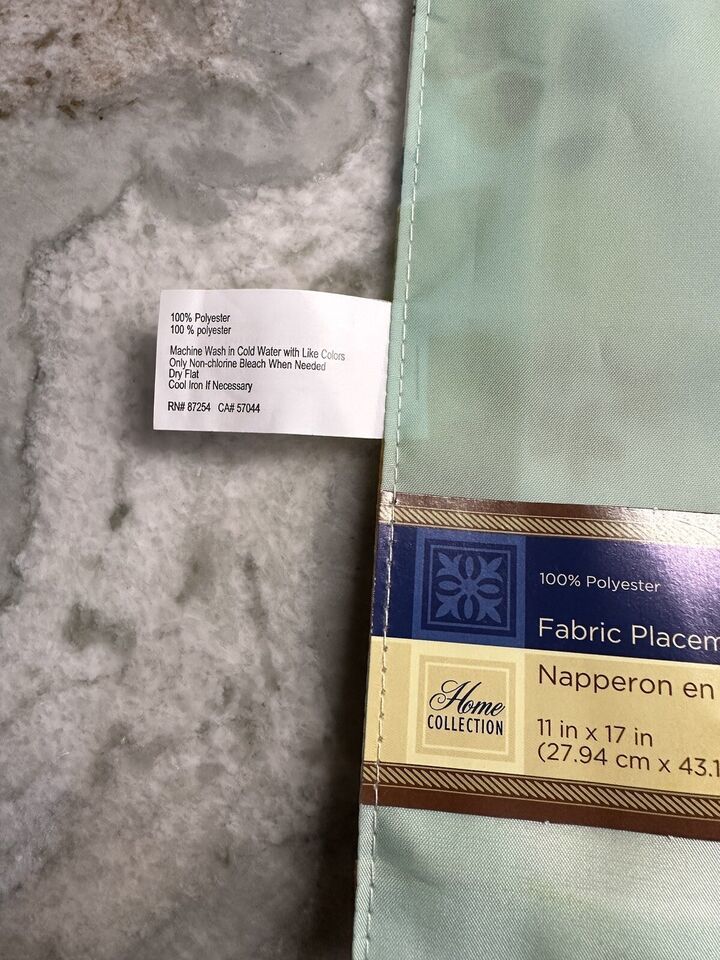 100% Polyester
100 % polyester
Machine Wash in Cold Water with Like Colors
Only Non-chlorine Bleach When Needed
Dry Flat
Cool Iron If Necessary
RN# 87254 CA# 57044
100% Polyester
Fabric Placem
Napperon en
Home
COLLECTION
11 in x 17 in
(27.94 cm x 43.1